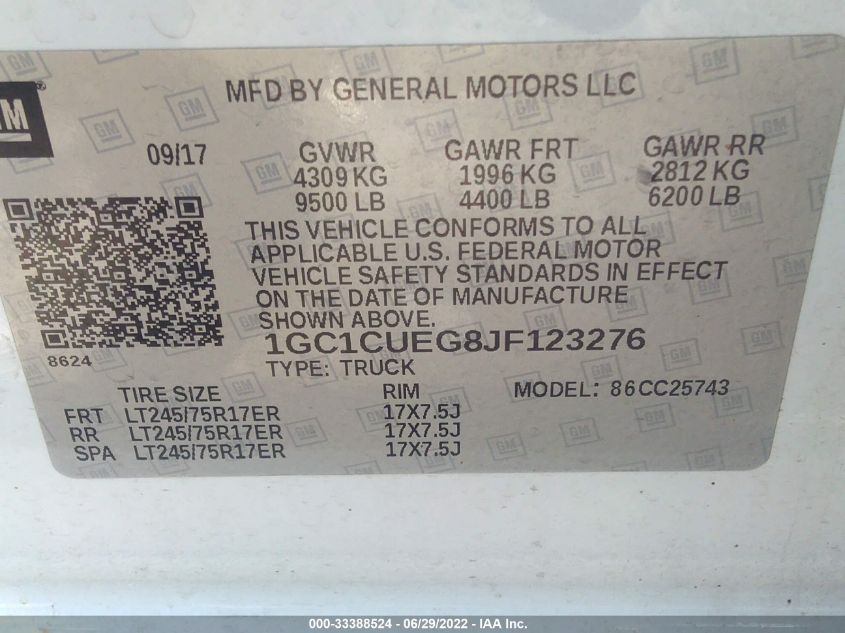 GM
MFD BY GENERAL MOTORS LLC
09/17 GVWR GAWR FRT GAWR RR
4309 KG 1996 KG 2812 KG
9500 LB 4400 LB 6200 LB
THIS VEHICLE CONFORMS TO ALL
APPLICABLE U.S. FEDERAL MOTOR
VEHICLE SAFETY STANDARDS IN EFFECT
ON THE DATE OF MANUFACTURE
SHOWN ABOVE.
1GC1CUEG8JF123276
8624
TYPE: TRUCK
TIRE SIZE RIM MODEL: 86CC25743
FRT LT245/75R17ER 17X7.5J
RR LT245/75R17ER 17X7.5J
SPA LT245/75R17ER 17X7.5J
000-33388524 - 06/29/2022 - IAA Inc.